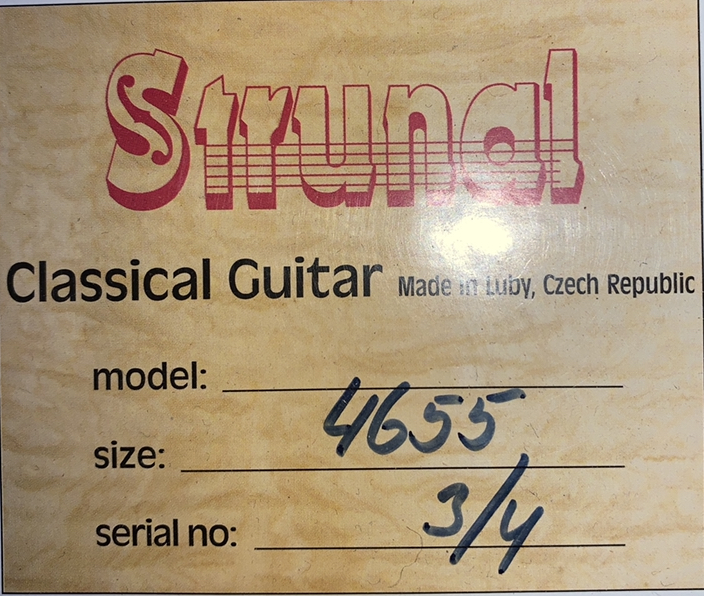 Strunal
Classical Guitar Made in Luby, Czech Republic
model:
4655
size:
3/4
serial no: